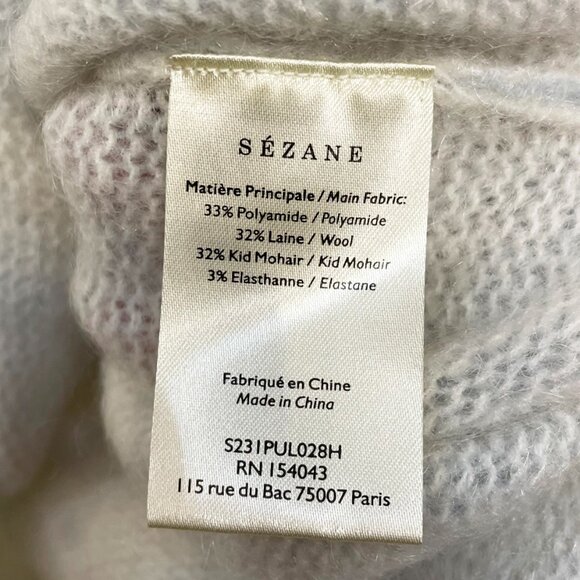 SÉZANE
Matière Principale / Main Fabric:
33% Polyamide / Polyamide
32% Laine / Wool
32% Kid Mohair / Kid Mohair
3% Elasthanne / Elastane
Fabriqué en Chine
Made in China
S231PUL028H
RN 154043
115 rue du Bac 75007 Paris